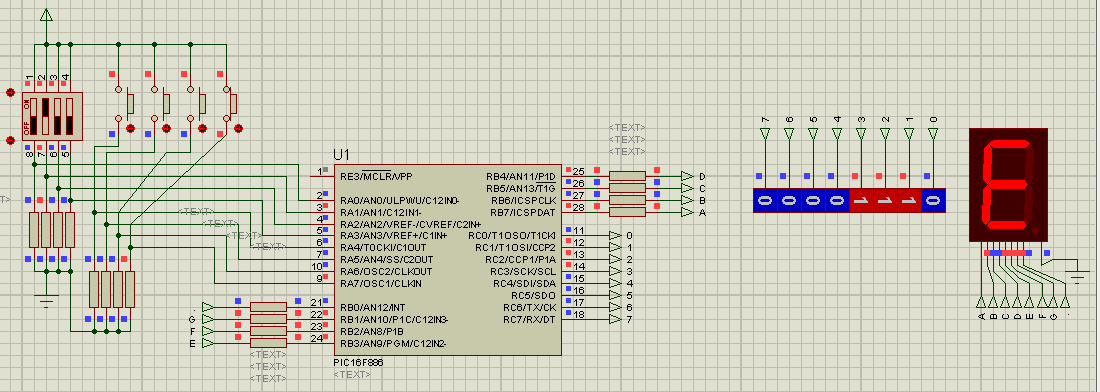 1 2 3 4
ON
OFF
8 7 6 5
<TEXT>
<TEXT>
<TEXT>
<TEXT>
U1
1 RE3/MCLR/VPP
2 RA0/AN0/ULPWU/C12IN0-
3 RA1/AN1/C12IN1-
4 RA2/AN2/VREF-/CVREF/C2IN+
5 RA3/AN3/VREF+/C1IN+
6 RA4/T0CKI/C1OUT
7 RA5/AN4/SS/C2OUT
10 RA6/OSC2/CLKOUT
9 RA7/OSC1/CLKIN
. 21 RB0/AN12/INT
G 22 RB1/AN10/P1C/C12IN3-
F 23 RB2/AN8/P1B
E 24 RB3/AN9/PGM/C12IN2-
<TEXT>
<TEXT>
<TEXT>
PIC16F886
<TEXT>
<TEXT>
<TEXT>
<TEXT>
RB4/AN11/P1D 25 D
RB5/AN13/T1G 26 C
RB6/ICSPCLK 27 B
RB7/ICSPDAT 28 A
RC0/T1OSO/T1CKI 11 0
RC1/T1OSI/CCP2 12 1
RC2/CCP1/P1A 13 2
RC3/SCK/SCL 14 3
RC4/SDI/SDA 15 4
RC5/SDO 16 5
RC6/TX/CK 17 6
RC7/RX/DT 18 7
7 6 5 4 3 2 1 0
0 0 0 0 1 1 1 0
E
A B C D E F G .